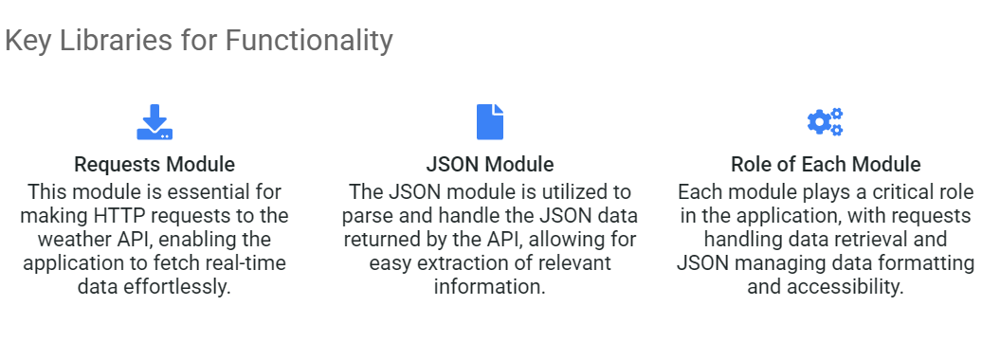 Key Libraries for Functionality
Requests Module
This module is essential for
making HTTP requests to the
weather API, enabling the
application to fetch real-time
data effortlessly.
JSON Module
The JSON module is utilized to
parse and handle the JSON data
returned by the API, allowing for
easy extraction of relevant
information.
Role of Each Module
Each module plays a critical role
in the application, with requests
handling data retrieval and
JSON managing data formatting
and accessibility.